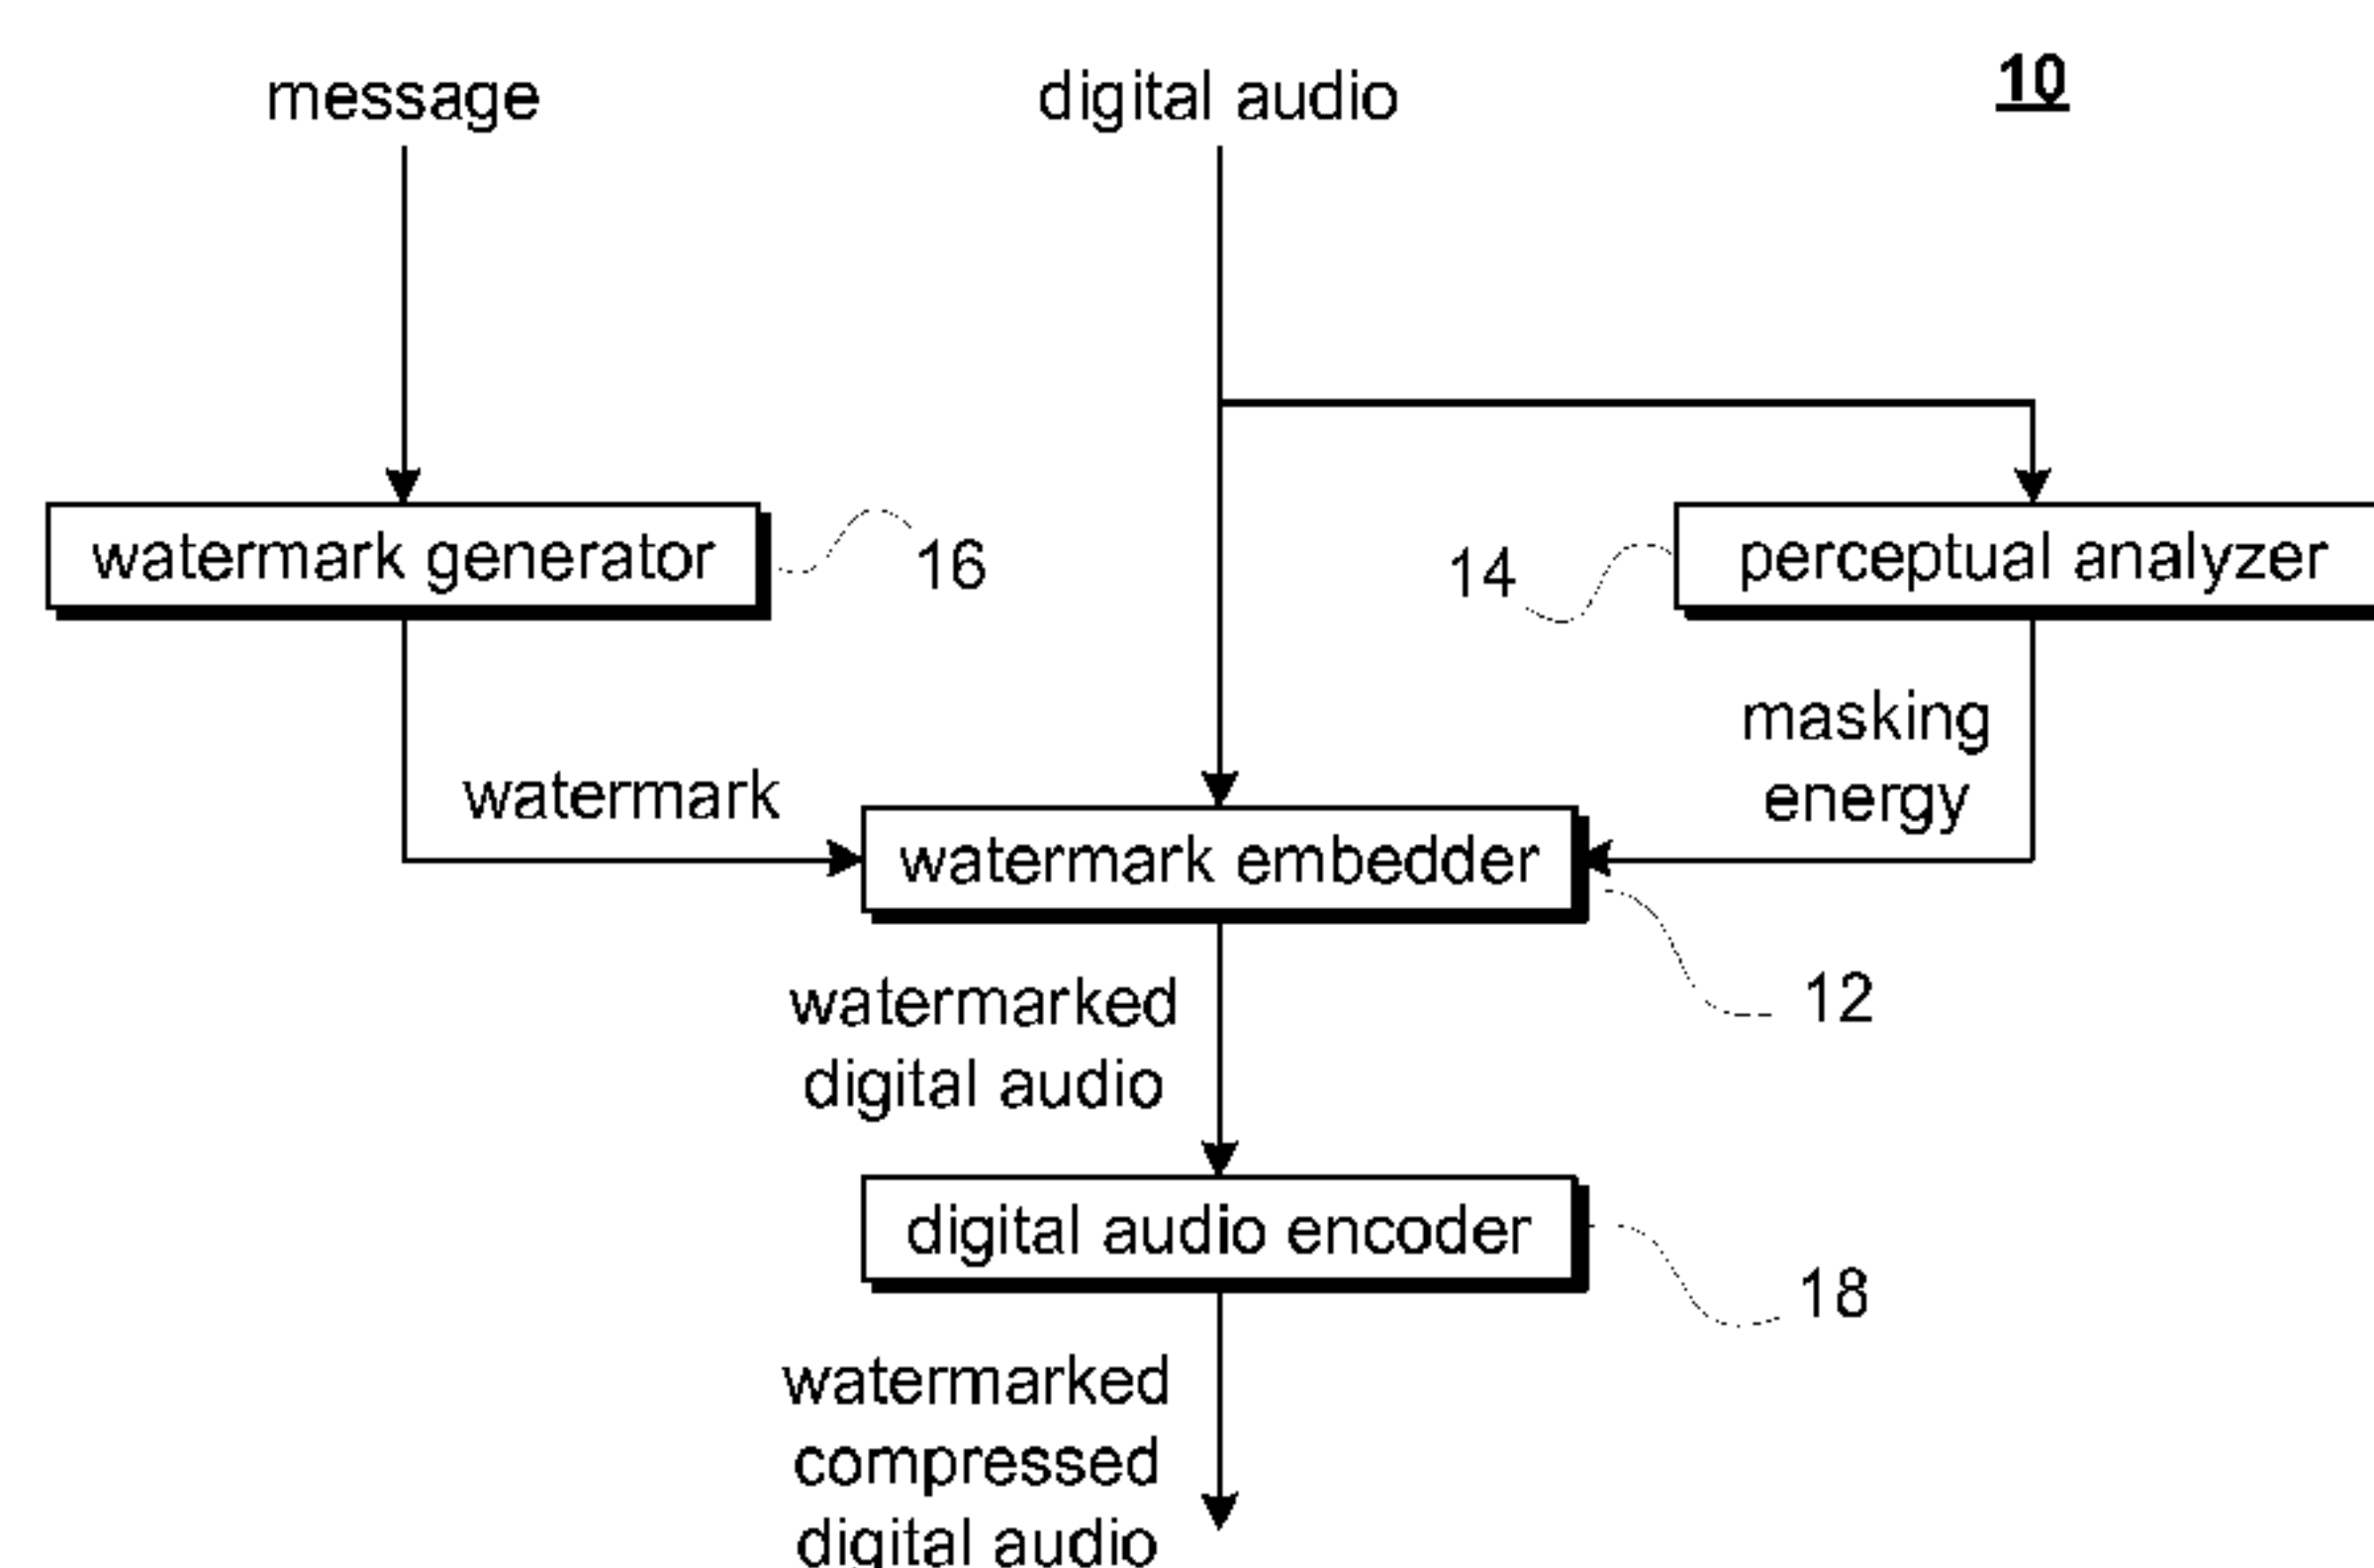 message
digital audio
10
watermark generator
16
14
perceptual analyzer
masking
energy
watermark
watermark embedder
12
watermarked
digital audio
digital audio encoder
18
watermarked
compressed
digital audio